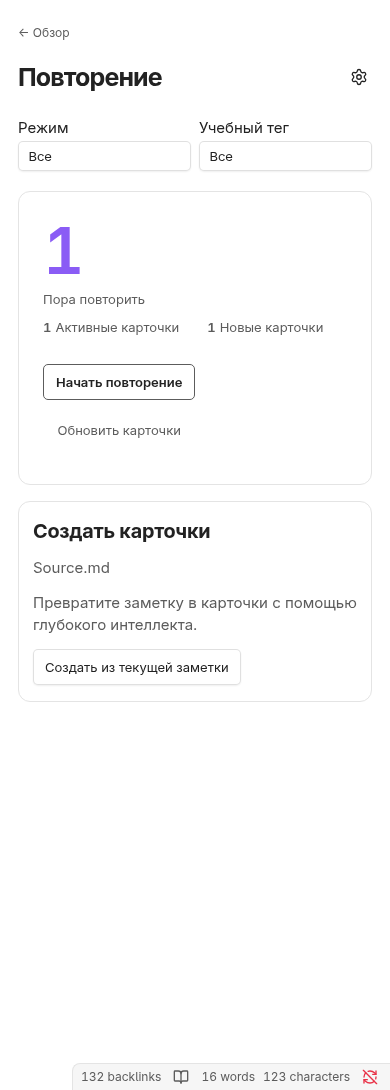 ← Обзор
Повторение
Режим
Учебный тег
Все
Все
1
Пора повторить
1 Активные карточки
1 Новые карточки
Начать повторение
Обновить карточки
Создать карточки
Source.md
Превратите заметку в карточки с помощью
глубокого интеллекта.
Создать из текущей заметки
132 backlinks
16 words
123 characters